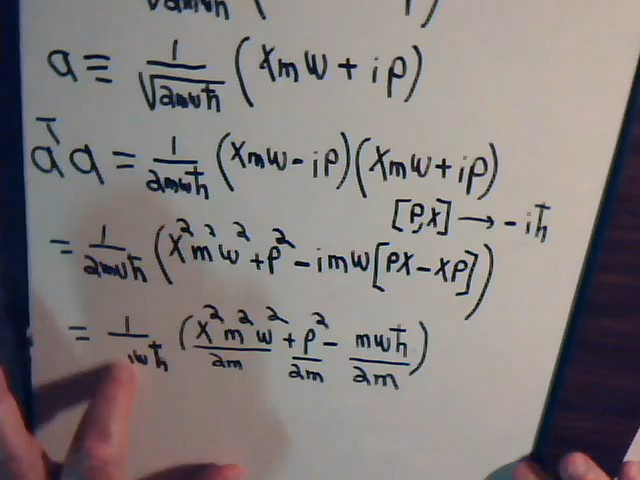 a ≡ 1/√(2mωħ) (xmω + ip)
a† a = 1/(2mωħ) (xmω - ip)(xmω + ip)
[p,x] → -iħ
= 1/(2mωħ) (x²m²ω² + p² - imω[px - xp])
= 1/(ωħ) (x²m²ω²/2m + p²/2m - mωħ/2m)